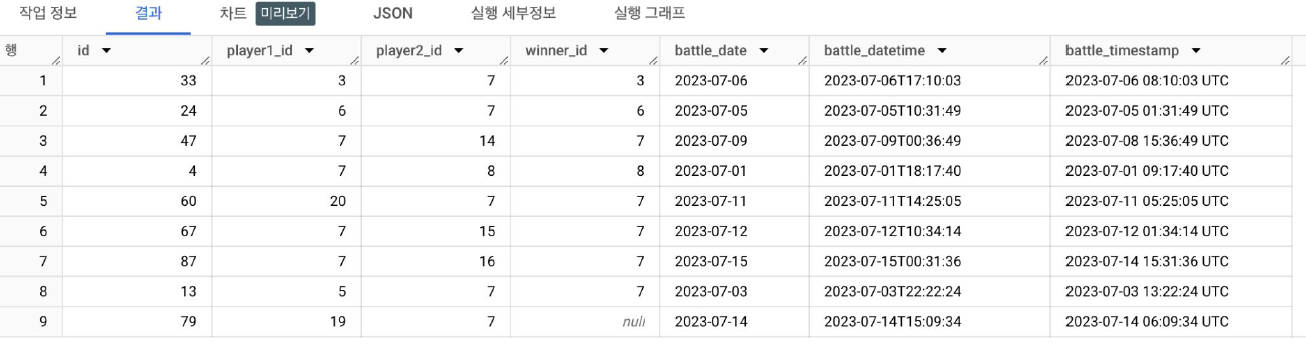 작업 정보 결과 차트 미리보기 JSON 실행 세부정보 실행 그래프
행 id player1_id player2_id winner_id battle_date battle_datetime battle_timestamp
1 33 3 7 3 2023-07-06 2023-07-06T17:10:03 2023-07-06 08:10:03 UTC
2 24 6 7 6 2023-07-05 2023-07-05T10:31:49 2023-07-05 01:31:49 UTC
3 47 7 14 7 2023-07-09 2023-07-09T00:36:49 2023-07-08 15:36:49 UTC
4 4 7 8 8 2023-07-01 2023-07-01T18:17:40 2023-07-01 09:17:40 UTC
5 60 20 7 7 2023-07-11 2023-07-11T14:25:05 2023-07-11 05:25:05 UTC
6 67 7 15 7 2023-07-12 2023-07-12T10:34:14 2023-07-12 01:34:14 UTC
7 87 7 16 7 2023-07-15 2023-07-15T00:31:36 2023-07-14 15:31:36 UTC
8 13 5 7 7 2023-07-03 2023-07-03T22:22:24 2023-07-03 13:22:24 UTC
9 79 19 7 null 2023-07-14 2023-07-14T15:09:34 2023-07-14 06:09:34 UTC